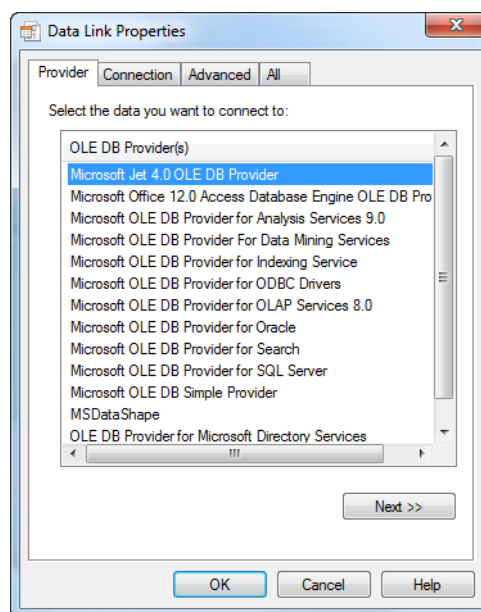 Data Link Properties
Provider Connection Advanced All
Select the data you want to connect to:
OLE DB Provider(s)
Microsoft Jet 4.0 OLE DB Provider
Microsoft Office 12.0 Access Database Engine OLE DB Pro
Microsoft OLE DB Provider for Analysis Services 9.0
Microsoft OLE DB Provider For Data Mining Services
Microsoft OLE DB Provider for Indexing Service
Microsoft OLE DB Provider for ODBC Drivers
Microsoft OLE DB Provider for OLAP Services 8.0
Microsoft OLE DB Provider for Oracle
Microsoft OLE DB Provider for Search
Microsoft OLE DB Provider for SQL Server
Microsoft OLE DB Simple Provider
MSDataShape
OLE DB Provider for Microsoft Directory Services
Next >>
OK Cancel Help